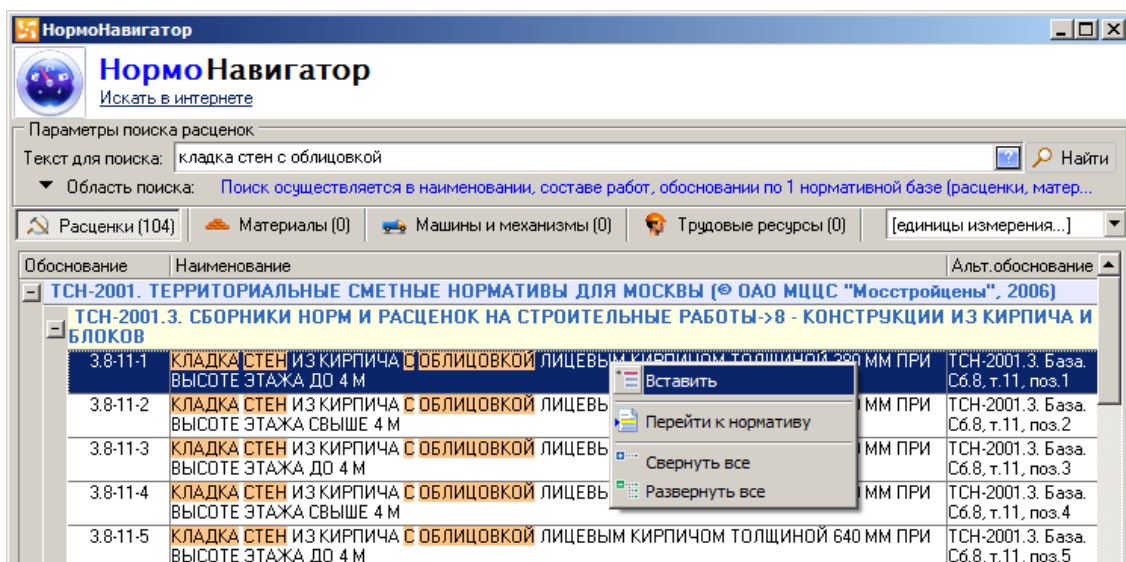 НормоНавигатор
НормоНавигатор
Искать в интернете
Параметры поиска расценок
Текст для поиска: кладка стен с облицовкой ? Найти
Область поиска: Поиск осуществляется в наименовании, составе работ, обосновании по 1 нормативной базе (расценки, матер...
Расценки (104) Материалы (0) Машины и механизмы (0) Трудовые ресурсы (0) [единицы измерения...]
Обоснование Наименование Альт.обоснование
ТСН-2001. ТЕРРИТОРИАЛЬНЫЕ СМЕТНЫЕ НОРМАТИВЫ ДЛЯ МОСКВЫ (© ОАО МЦЦС "Мосстройцены", 2006)
ТСН-2001.3. СБОРНИКИ НОРМ И РАСЦЕНОК НА СТРОИТЕЛЬНЫЕ РАБОТЫ->8 - КОНСТРУКЦИИ ИЗ КИРПИЧА И
БЛОКОВ
3.8-11-1 КЛАДКА СТЕН ИЗ КИРПИЧА С ОБЛИЦОВКОЙ ЛИЦЕВЫМ КИРПИЧОМ ТОЛЩИНОЙ 380 ММ ПРИ ТСН-2001.3. База.
ВЫСОТЕ ЭТАЖА ДО 4 М Сб.8, т.11, поз.1
Вставить
3.8-11-2 КЛАДКА СТЕН ИЗ КИРПИЧА С ОБЛИЦОВКОЙ ЛИЦЕВЫ ММ ПРИ ТСН-2001.3. База.
ВЫСОТЕ ЭТАЖА СВЫШЕ 4 М Сб.8, т.11, поз.2
Перейти к нормативу
3.8-11-3 КЛАДКА СТЕН ИЗ КИРПИЧА С ОБЛИЦОВКОЙ ЛИЦЕВЫ ММ ПРИ ТСН-2001.3. База.
ВЫСОТЕ ЭТАЖА ДО 4 М Сб.8, т.11, поз.3
Свернуть все
3.8-11-4 КЛАДКА СТЕН ИЗ КИРПИЧА С ОБЛИЦОВКОЙ ЛИЦЕВЫ ММ ПРИ ТСН-2001.3. База.
ВЫСОТЕ ЭТАЖА СВЫШЕ 4 М Сб.8, т.11, поз.4
Развернуть все
3.8-11-5 КЛАДКА СТЕН ИЗ КИРПИЧА С ОБЛИЦОВКОЙ ЛИЦЕВЫМ КИРПИЧОМ ТОЛЩИНОЙ 640 ММ ПРИ ТСН-2001.3. База.
ВЫСОТЕ ЭТАЖА ДО 4 М Сб.8, т.11, поз.5